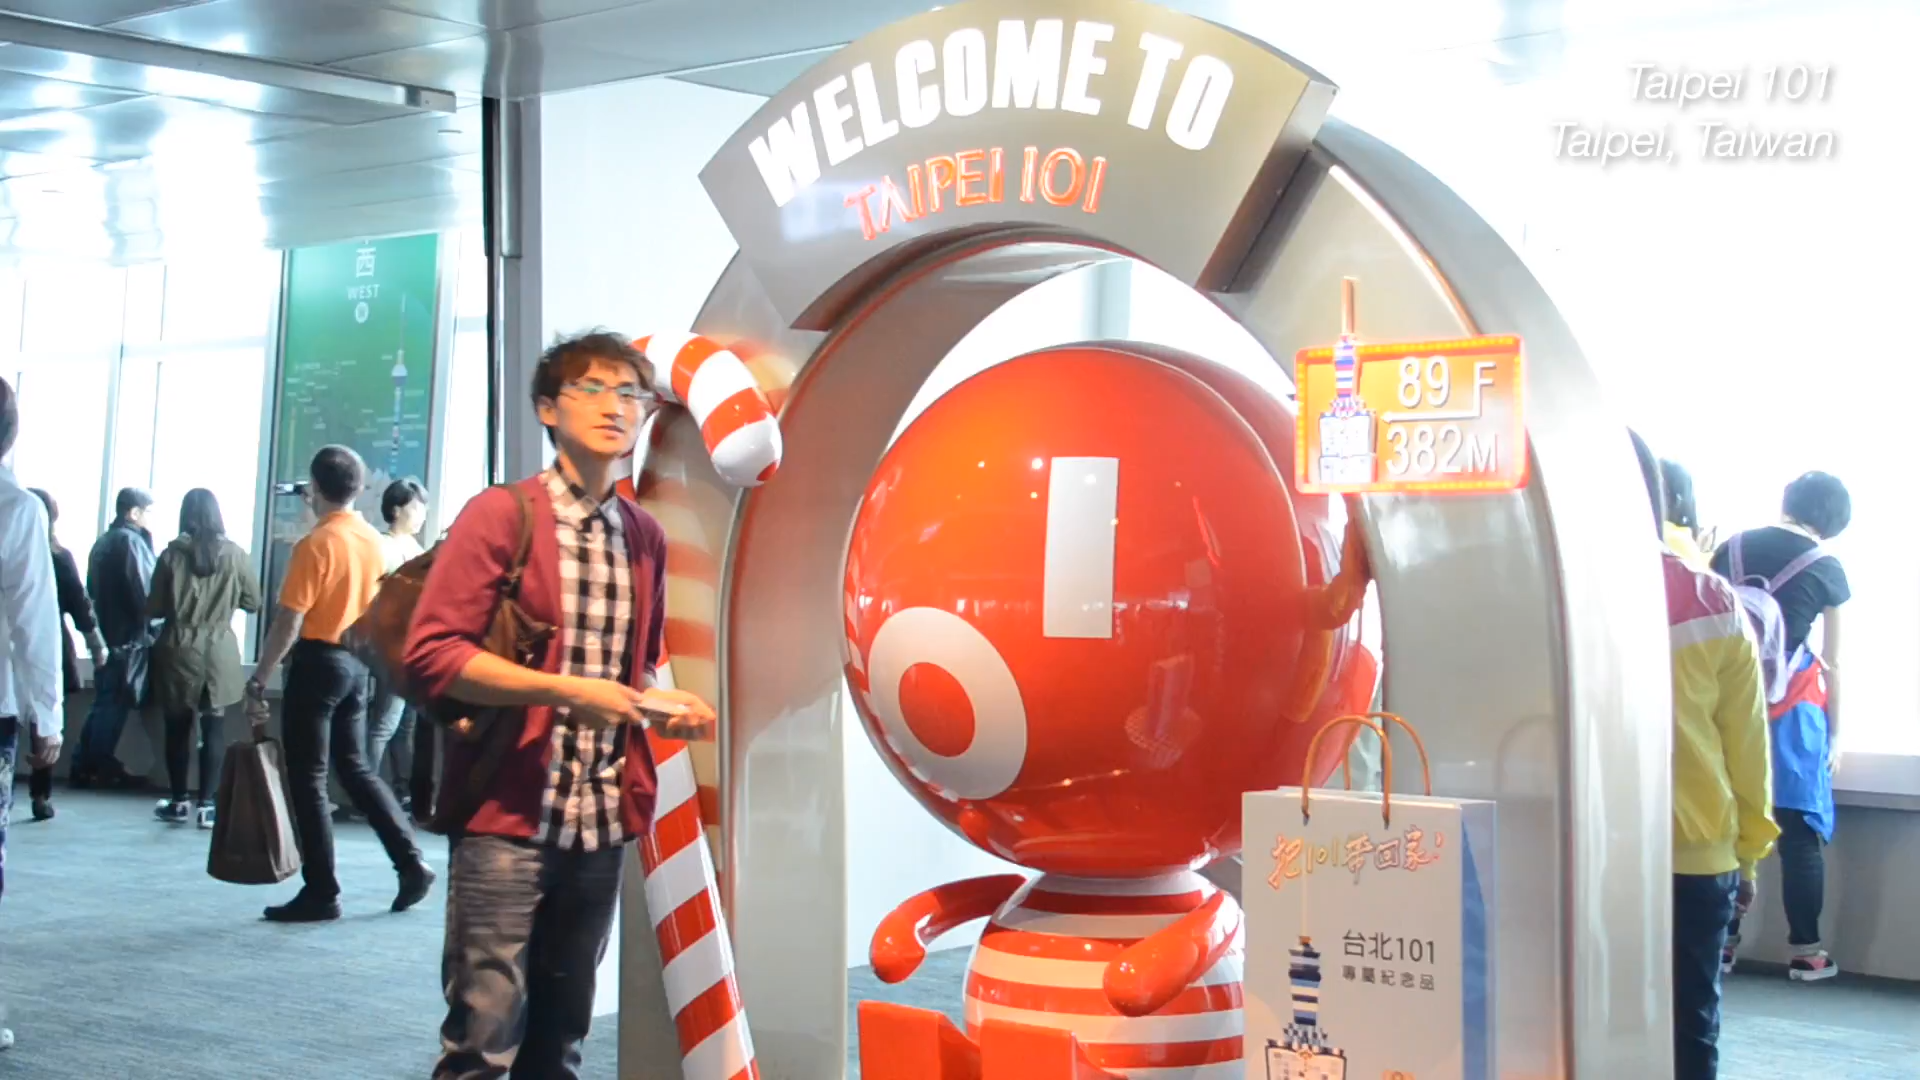 WELCOME TO
TAIPEI 101
Taipei 101
Taipei, Taiwan
西
WEST
89 F
382M
把101帶回家!
台北101
專屬紀念品